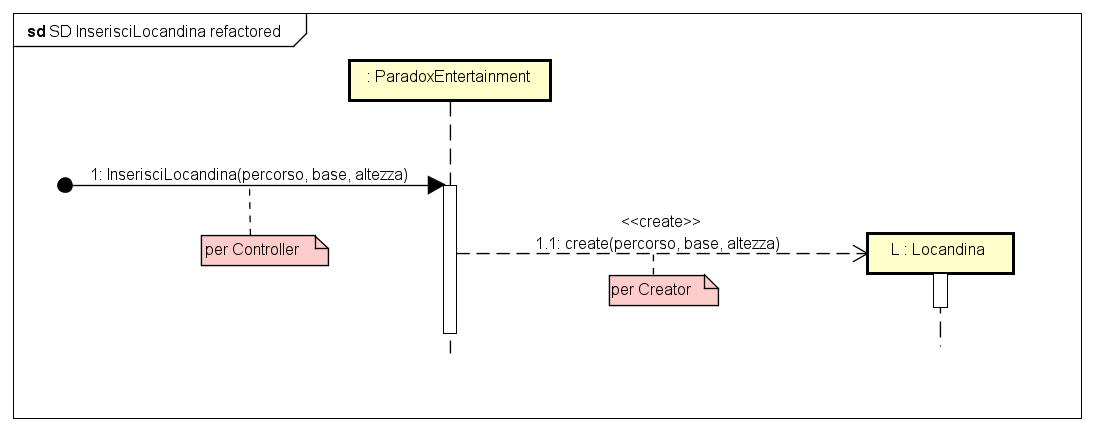 sd SD InserisciLocandina refactored
: ParadoxEntertainment
1: InserisciLocandina(percorso, base, altezza)
per Controller
<<create>>
1.1: create(percorso, base, altezza)
L : Locandina
per Creator